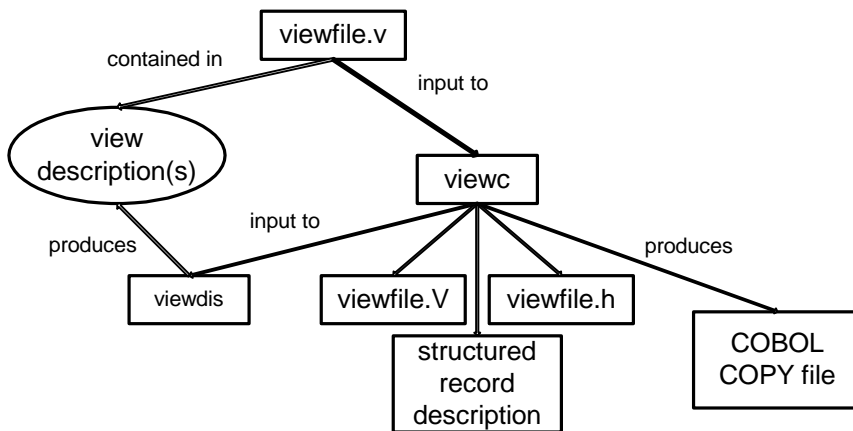 viewfile.v
contained in
input to
view
description(s)
viewc
input to
produces
produces
viewdis
viewfile.V
viewfile.h
structured
record
description
COBOL
COPY file